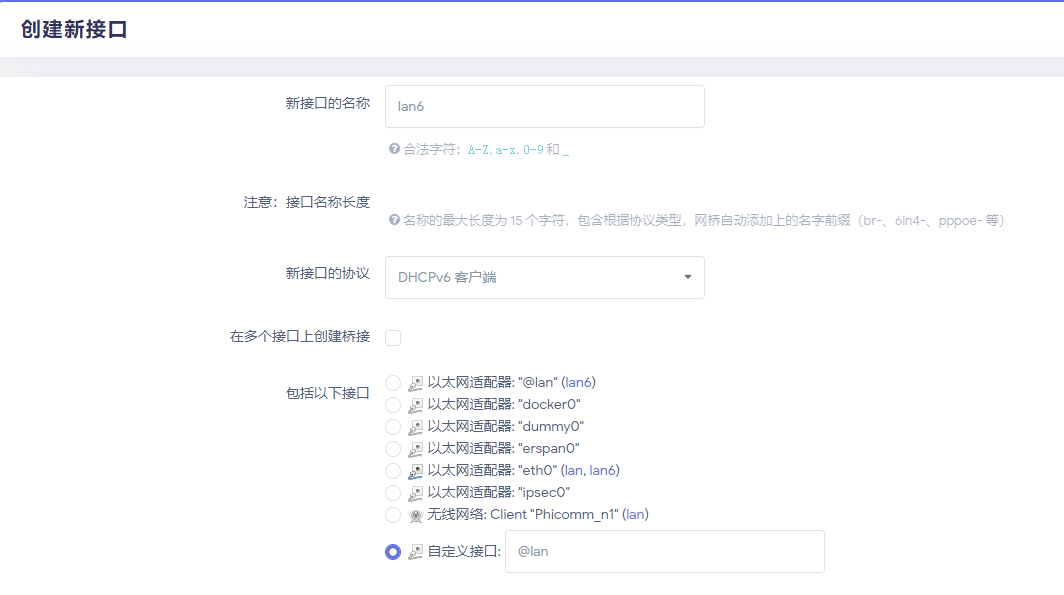 创建新接口
新接口的名称
lan6
合法字符：A-Z, a-z, 0-9 和 _
注意：接口名称长度
名称的最大长度为 15 个字符，包含根据协议类型，网桥自动添加上的名字前缀（br-、6in4-、pppoe- 等）
新接口的协议
DHCPv6 客户端
在多个接口上创建桥接
包括以下接口
以太网适配器: "@lan" (lan6)
以太网适配器: "docker0"
以太网适配器: "dummy0"
以太网适配器: "erspan0"
以太网适配器: "eth0" (lan, lan6)
以太网适配器: "ipsec0"
无线网络: Client "Phicomm_n1" (lan)
自定义接口: @lan